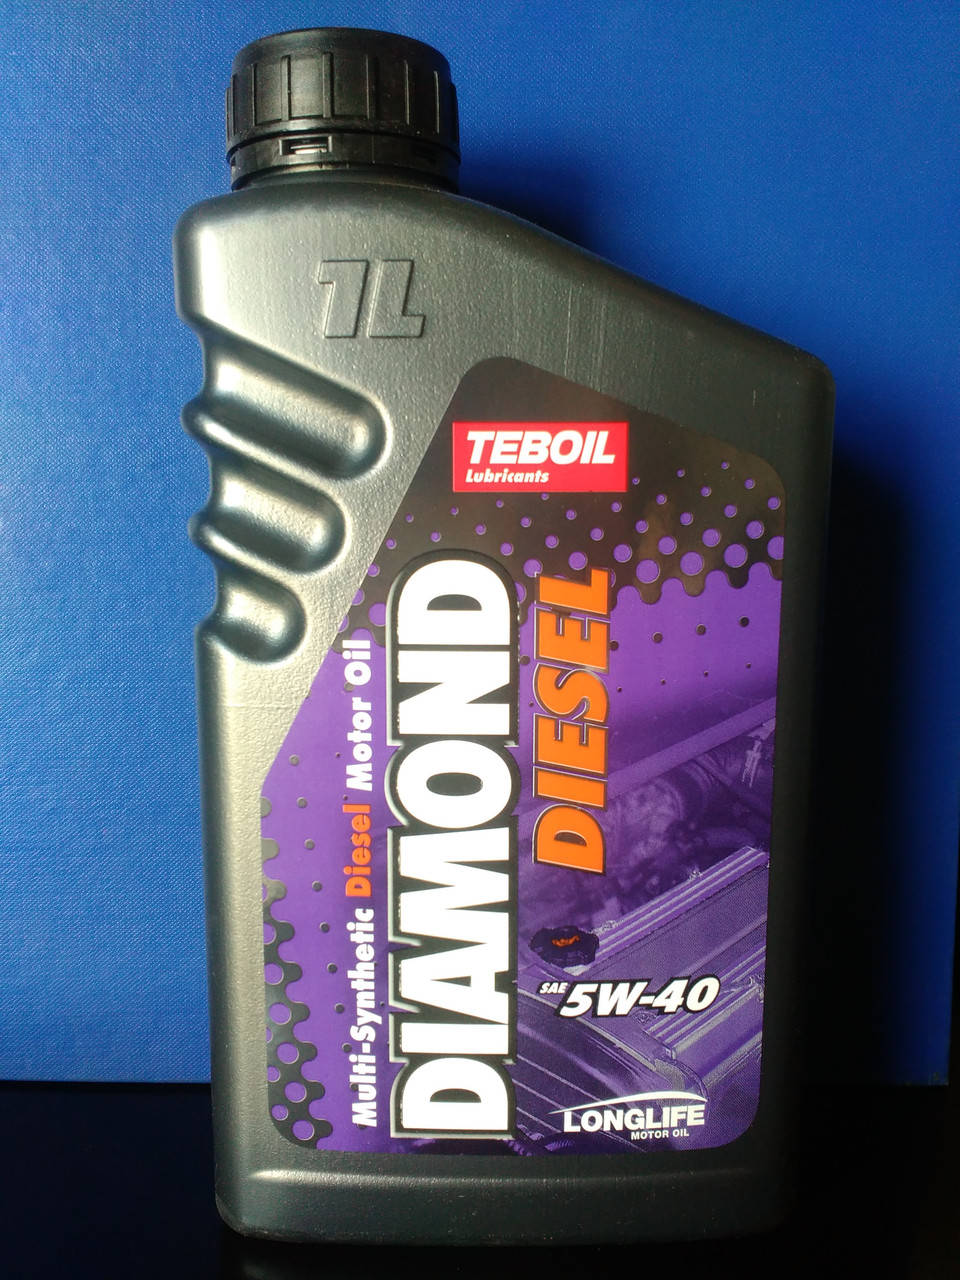 1L
TEBOIL
Lubricants
Multi-Synthetic Diesel Motor Oil
DIAMOND
DIESEL
SAE 5W-40
LONGLIFE
MOTOR OIL